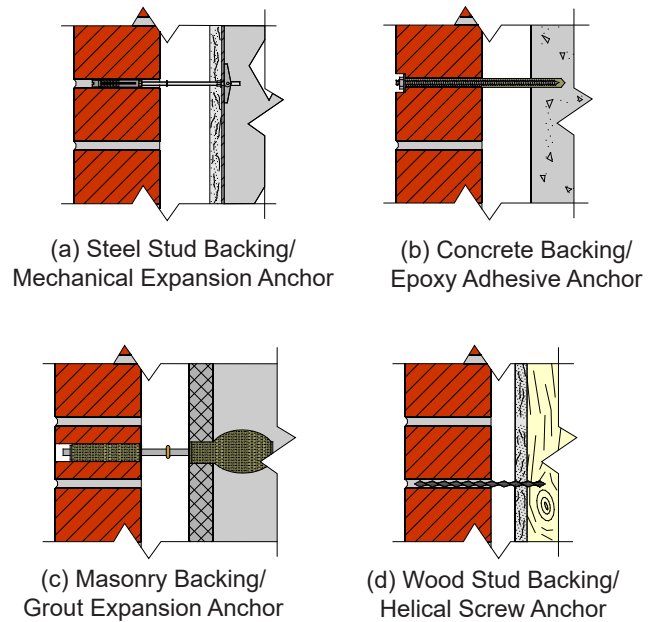 (a) Steel Stud Backing/
Mechanical Expansion Anchor
(b) Concrete Backing/
Epoxy Adhesive Anchor
(c) Masonry Backing/
Grout Expansion Anchor
(d) Wood Stud Backing/
Helical Screw Anchor